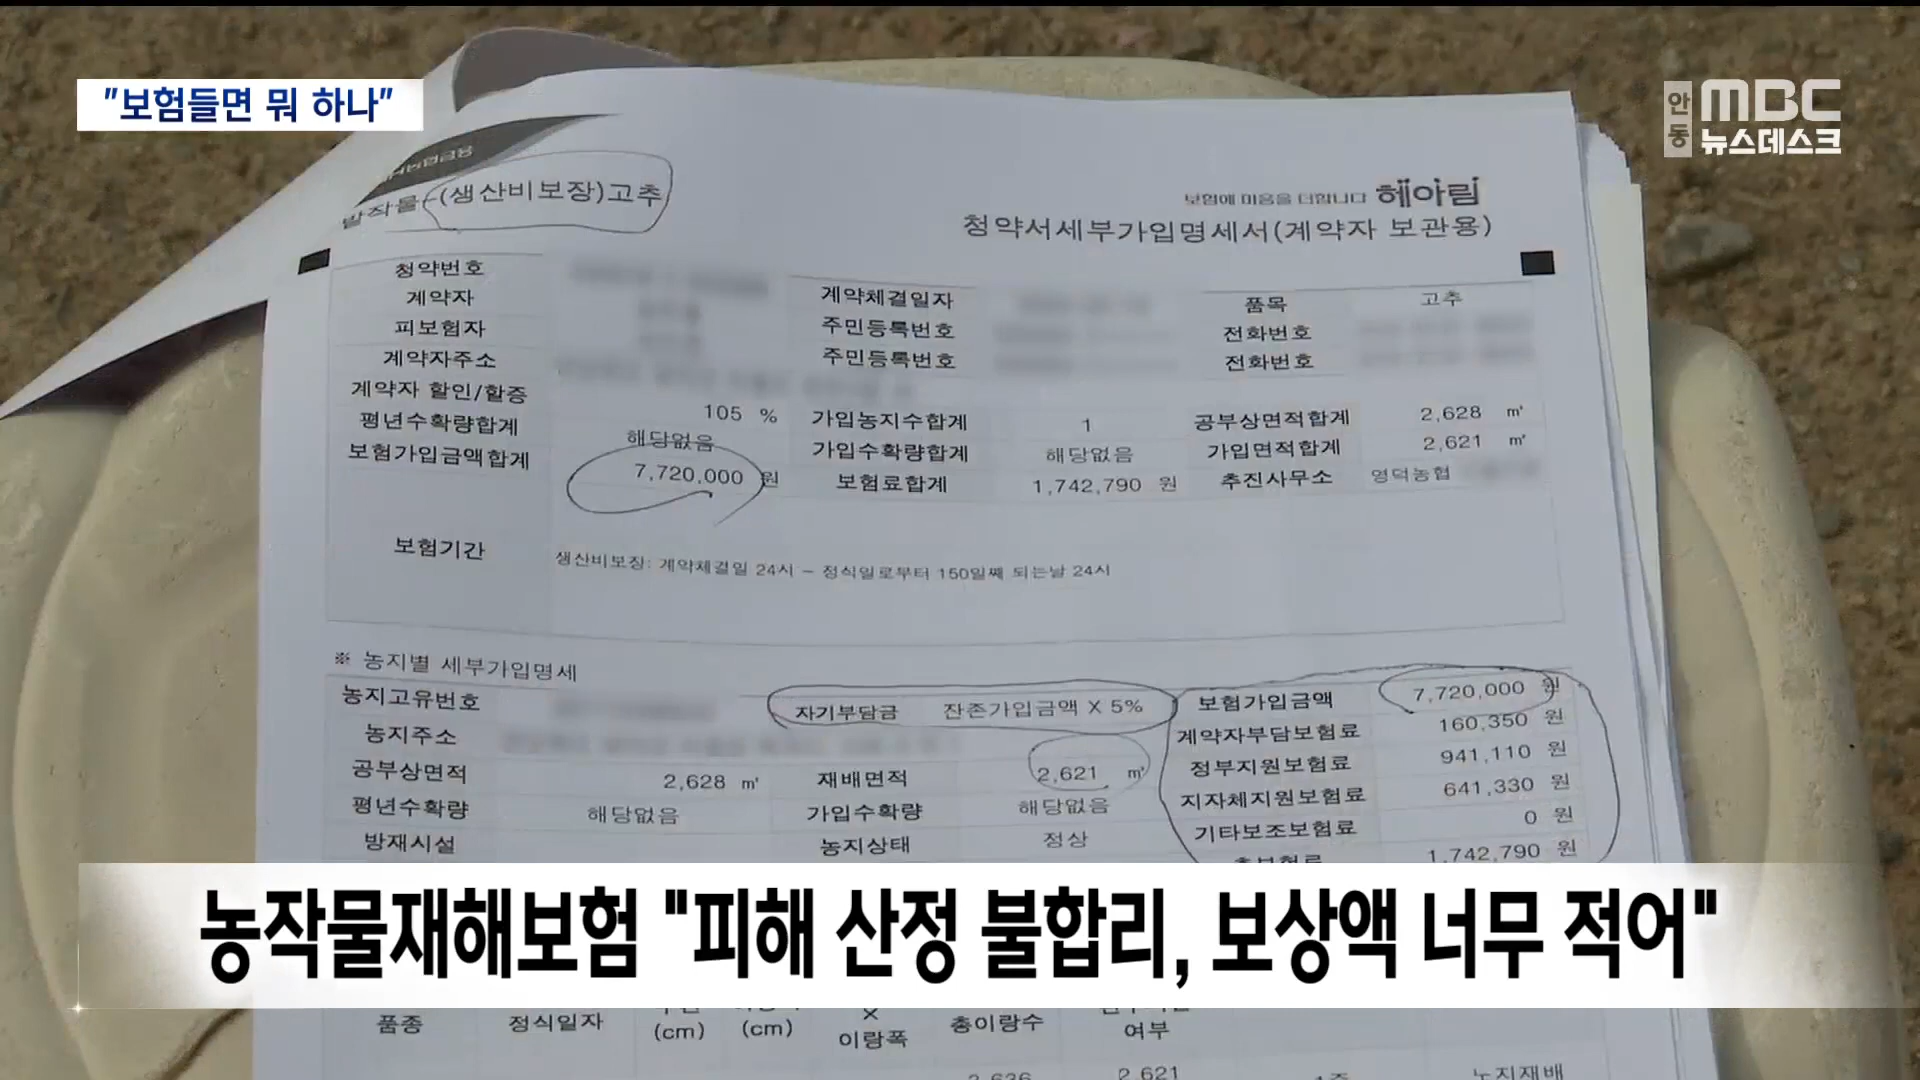 "보험들면 뭐 하나"
안동 MBC 뉴스데스크
밭작물-(생산비보장)고추
보험에 마음을 더합니다 헤아림
청약서세부가입명세서(계약자 보관용)
청약번호
계약자 계약체결일자 품목 고추
피보험자 주민등록번호 전화번호
계약자주소 주민등록번호 전화번호
계약자 할인/할증 105 % 가입농지수합계 1 공부상면적합계 2,628 ㎡
평년수확량합계 해당없음 가입수확량합계 해당없음 가입면적합계 2,621 ㎡
보험가입금액합계 7,720,000 원 보험료합계 1,742,790 원 추진사무소 영덕농협
보험기간 생산비보장: 계약체결일 24시 - 정식일로부터 150일째 되는날 24시
※ 농지별 세부가입명세
농지고유번호 자기부담금 잔존가입금액 X 5% 보험가입금액 7,720,000 원
농지주소 계약자부담보험료 160,350 원
공부상면적 2,628 ㎡ 재배면적 2,621 ㎡ 정부지원보험료 941,110 원
평년수확량 해당없음 가입수확량 해당없음 지자체지원보험료 641,330 원
방재시설 농지상태 정상 기타보조보험료 0 원
총보험료 1,742,790 원
농작물재해보험 "피해 산정 불합리, 보상액 너무 적어"
품종 정식일자 (cm) (cm) × 이랑폭 총이랑수 여부
2,621 노지재배